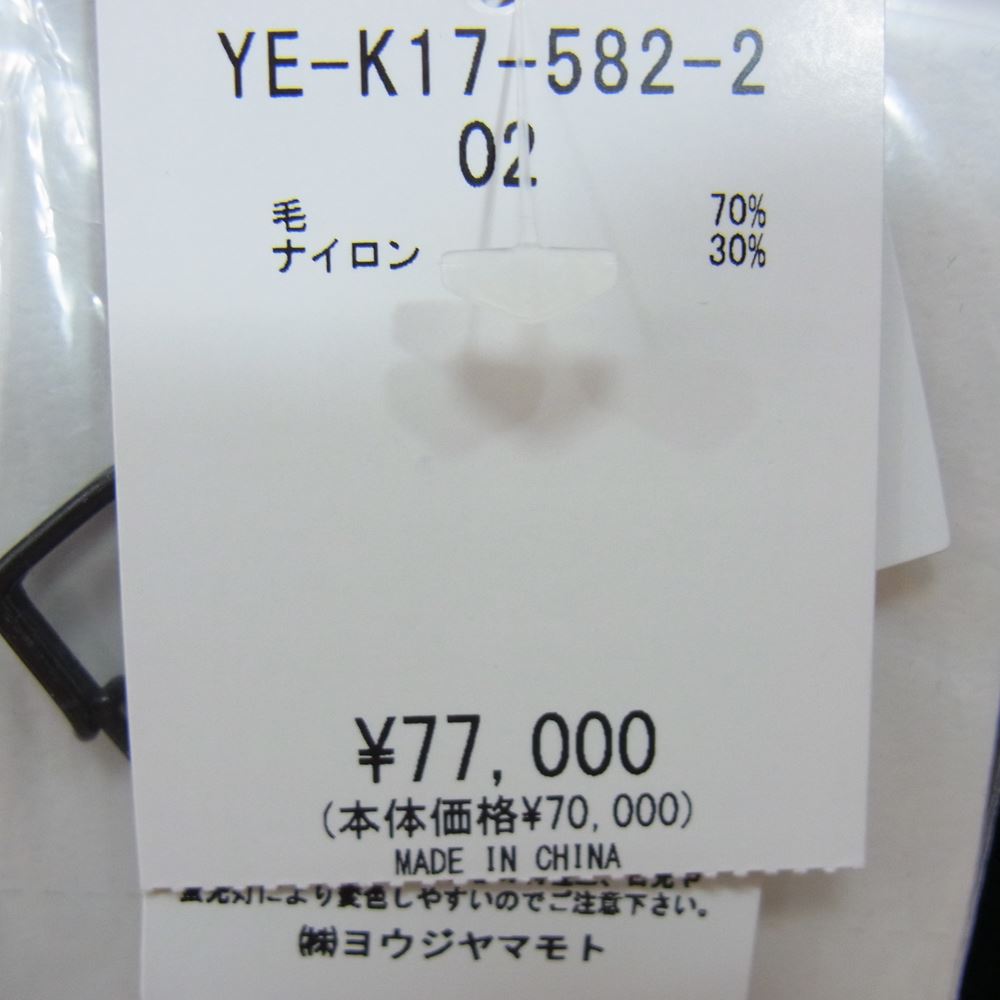 YE-K17-582-2
02
毛 70%
ナイロン 30%
¥77,000
(本体価格¥70,000)
MADE IN CHINA
により変色しやすいのでご注意下さい。
㈱ヨウジヤマモト